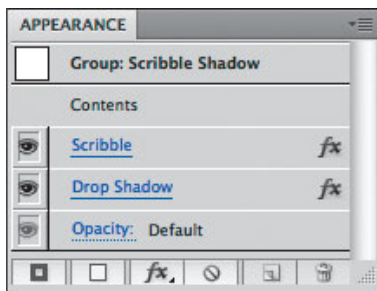 APPEARANCE
Group: Scribble Shadow
Contents
Scribble fx
Drop Shadow fx
Opacity: Default
fx